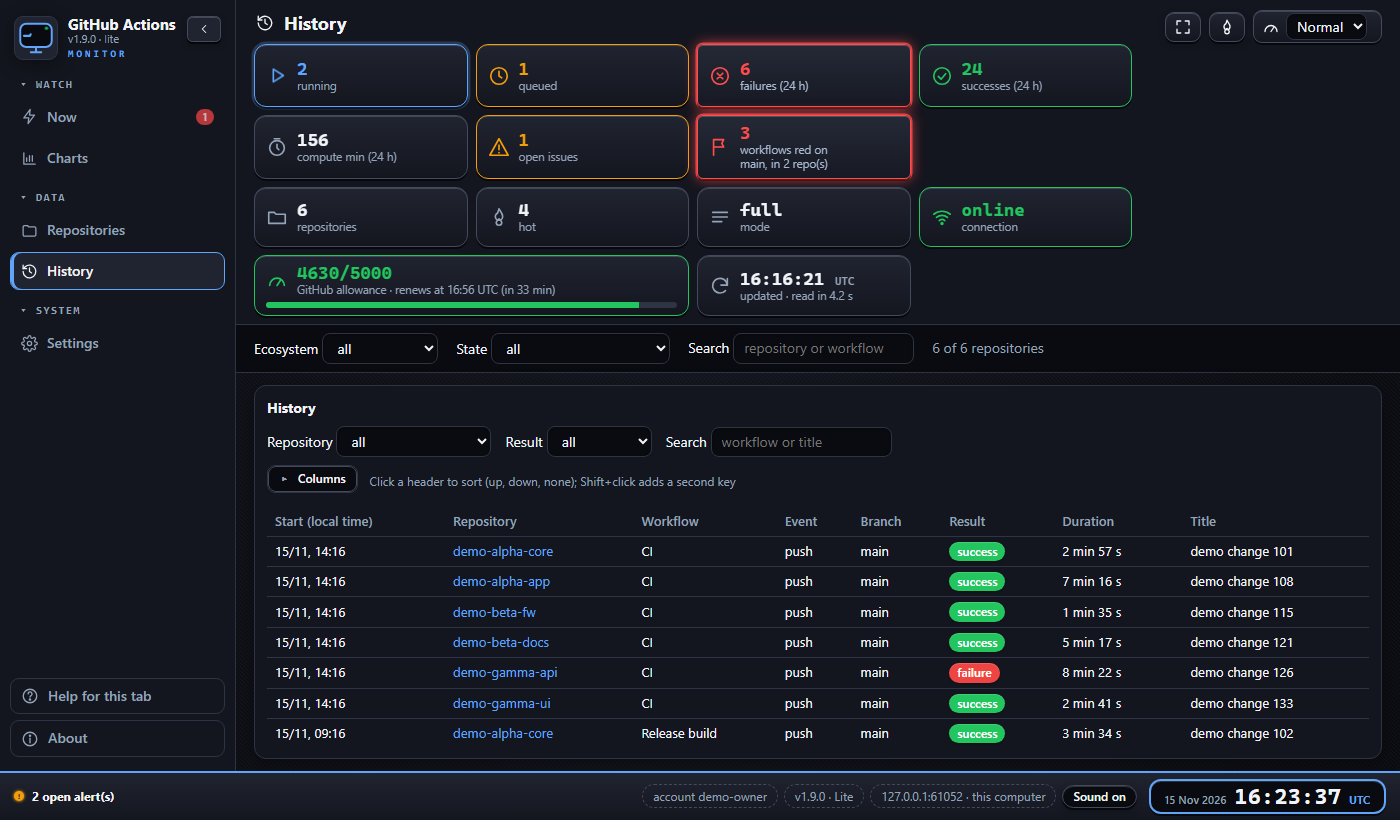 GitHub Actions
v1.9.0 · lite
MONITOR
WATCH
Now 1
Charts
DATA
Repositories
History
SYSTEM
Settings
Help for this tab
About
History
Normal
2
running
1
queued
6
failures (24 h)
24
successes (24 h)
156
compute min (24 h)
1
open issues
3
workflows red on
main, in 2 repo(s)
6
repositories
4
hot
full
mode
online
connection
4630/5000
GitHub allowance · renews at 16:56 UTC (in 33 min)
16:16:21 UTC
updated · read in 4.2 s
Ecosystem all State all Search repository or workflow 6 of 6 repositories
History
Repository all Result all Search workflow or title
Columns Click a header to sort (up, down, none); Shift+click adds a second key
Start (local time) Repository Workflow Event Branch Result Duration Title
15/11, 14:16 demo-alpha-core CI push main success 2 min 57 s demo change 101
15/11, 14:16 demo-alpha-app CI push main success 7 min 16 s demo change 108
15/11, 14:16 demo-beta-fw CI push main success 1 min 35 s demo change 115
15/11, 14:16 demo-beta-docs CI push main success 5 min 17 s demo change 121
15/11, 14:16 demo-gamma-api CI push main failure 8 min 22 s demo change 126
15/11, 14:16 demo-gamma-ui CI push main success 2 min 41 s demo change 133
15/11, 09:16 demo-alpha-core Release build push main success 3 min 34 s demo change 102
2 open alert(s)
account demo-owner
v1.9.0 · Lite
127.0.0.1:61052 · this computer
Sound on
15 Nov 2026 16:23:37 UTC